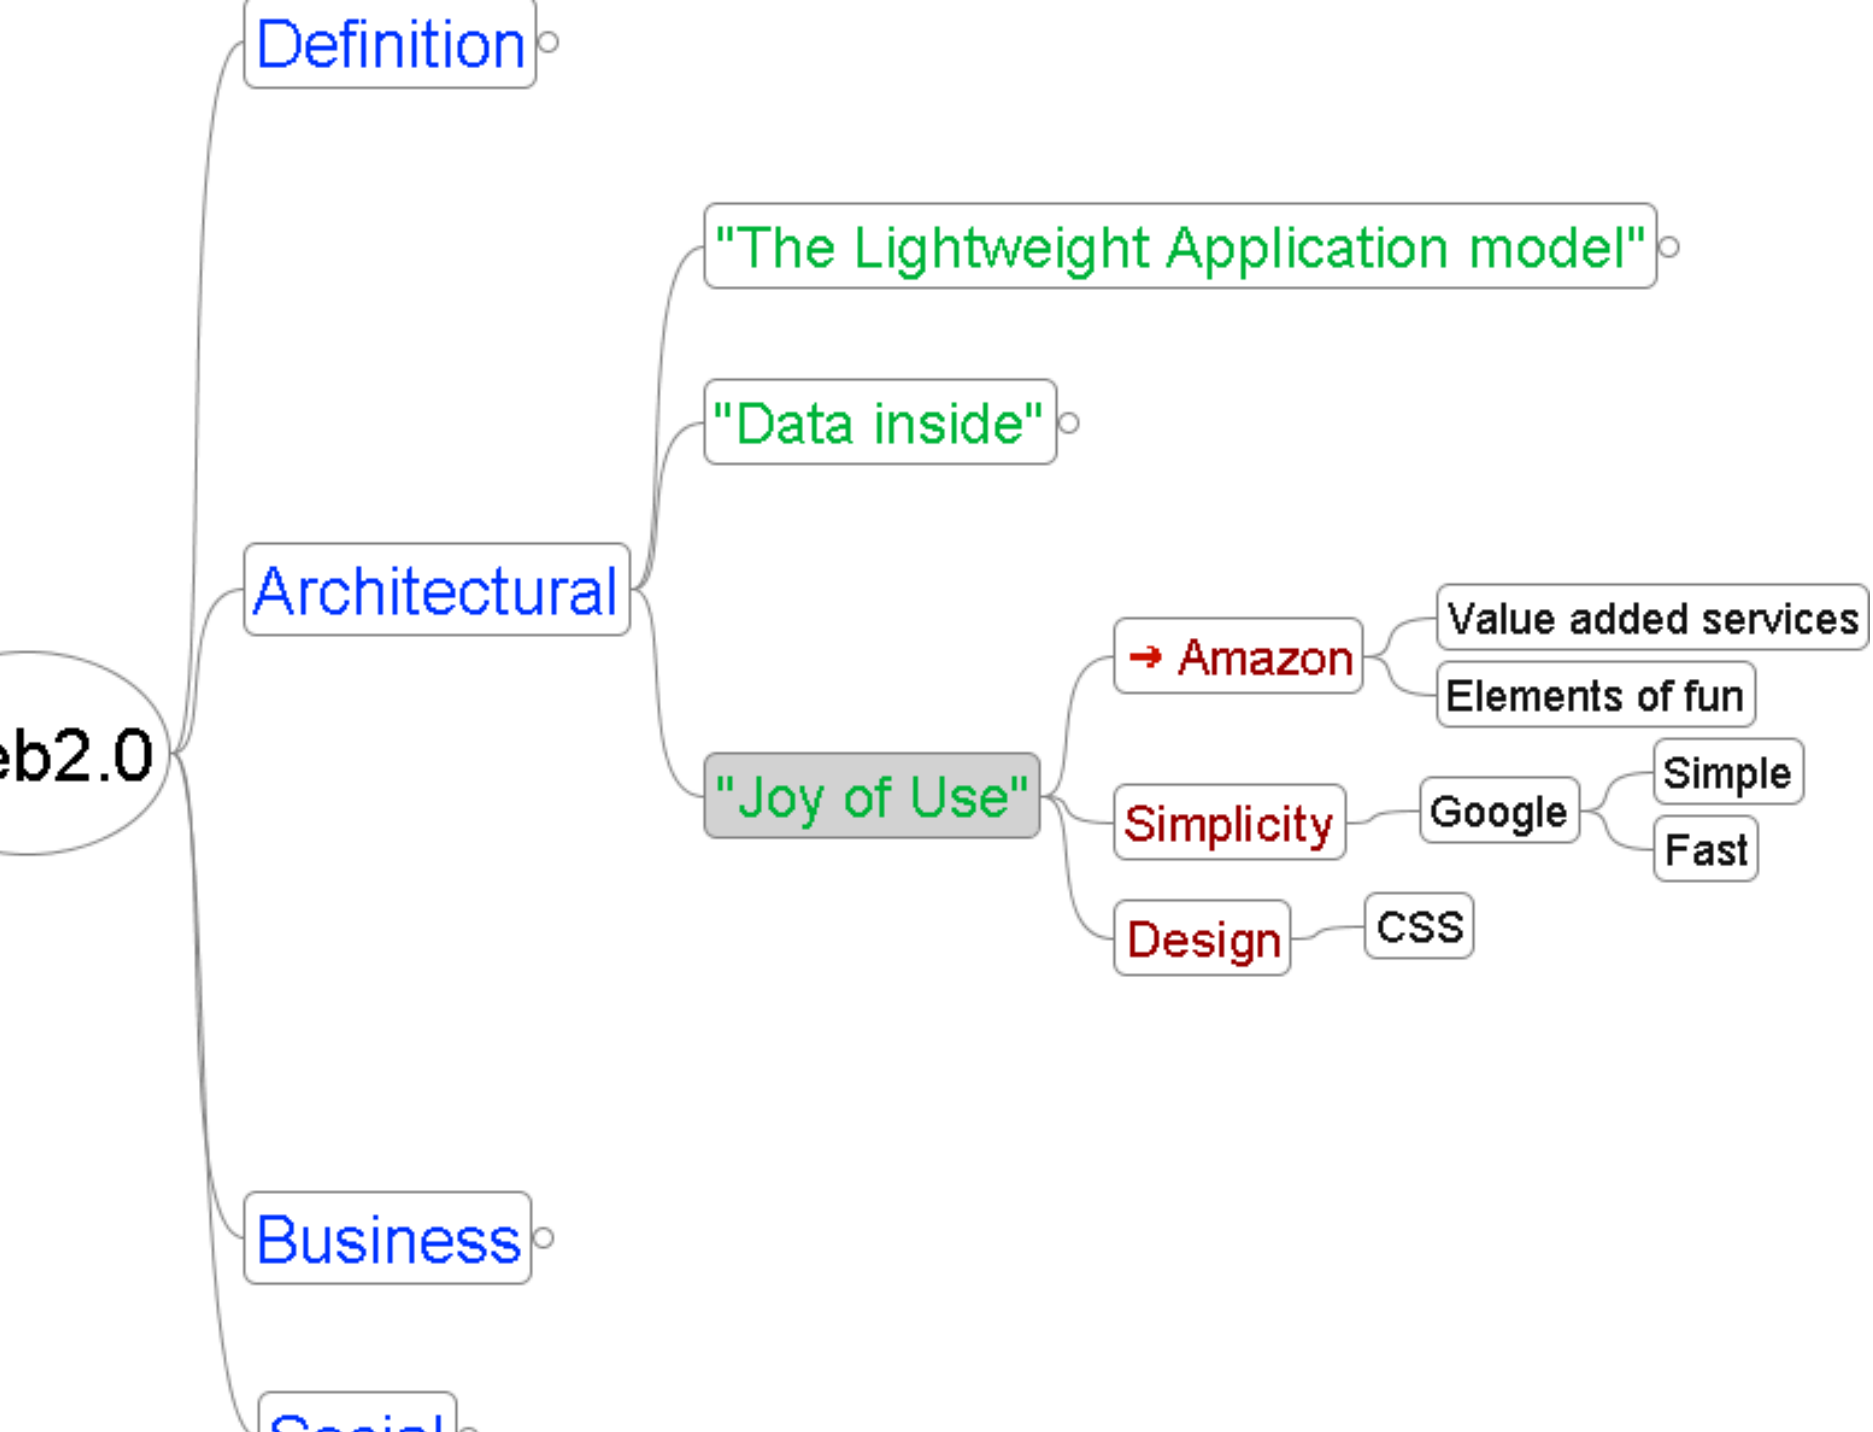 Definition
"The Lightweight Application model"
"Data inside"
Architectural
Value added services
→ Amazon
Elements of fun
eb2.0
"Joy of Use"
Simple
Simplicity
Google
Fast
Design
CSS
Business
Social